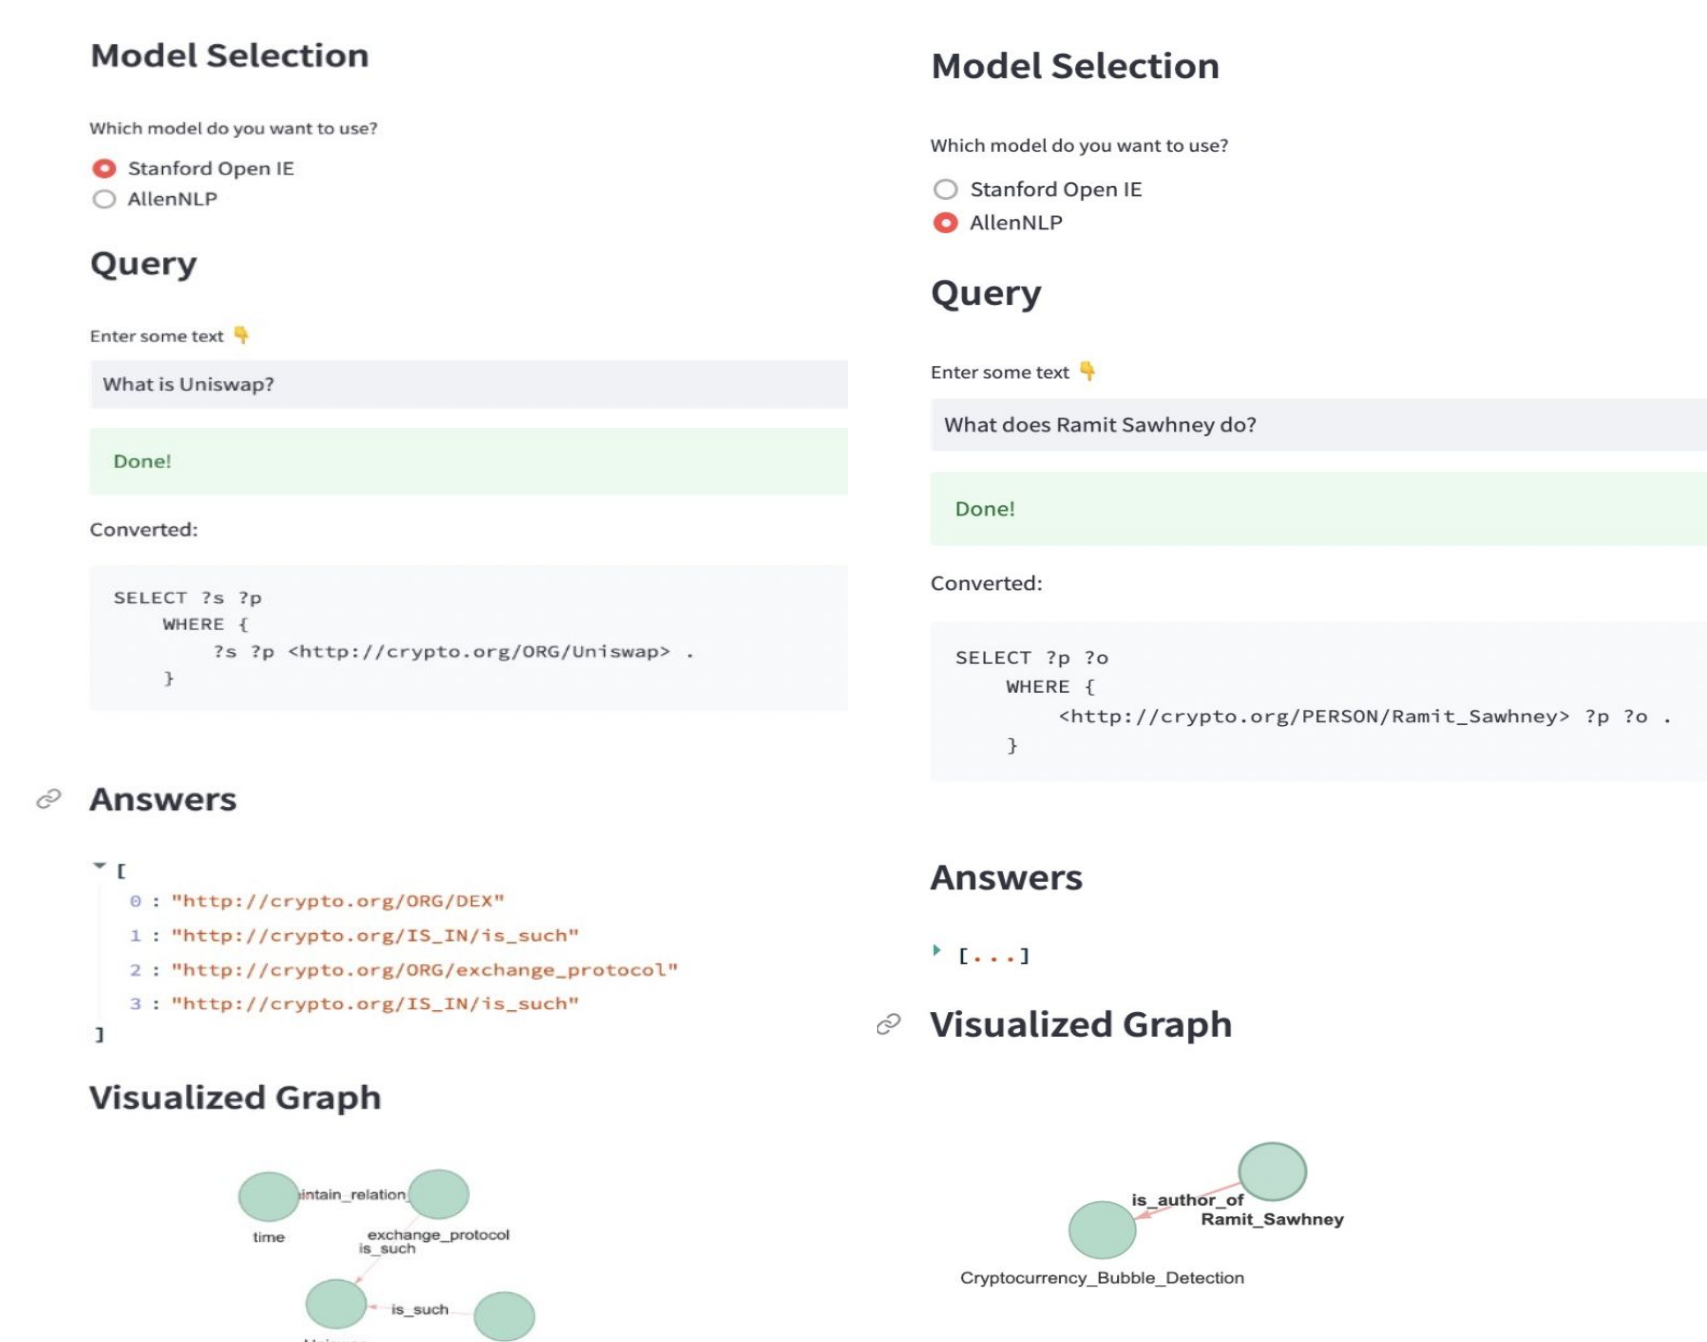 Model Selection
Which model do you want to use?
Stanford Open IE
AllenNLP
Query
Enter some text 👇
What is Uniswap?
Done!
Converted:
SELECT ?s ?p
WHERE {
?s ?p <http://crypto.org/ORG/Uniswap> .
}
Answers
[
0 : "http://crypto.org/ORG/DEX"
1 : "http://crypto.org/IS_IN/is_such"
2 : "http://crypto.org/ORG/exchange_protocol"
3 : "http://crypto.org/IS_IN/is_such"
]
Visualized Graph
intain_relation
time
exchange_protocol
is_such
is_such
Model Selection
Which model do you want to use?
Stanford Open IE
AllenNLP
Query
Enter some text 👇
What does Ramit Sawhney do?
Done!
Converted:
SELECT ?p ?o
WHERE {
<http://crypto.org/PERSON/Ramit_Sawhney> ?p ?o .
}
Answers
[...]
Visualized Graph
is_author_of
Ramit_Sawhney
Cryptocurrency_Bubble_Detection